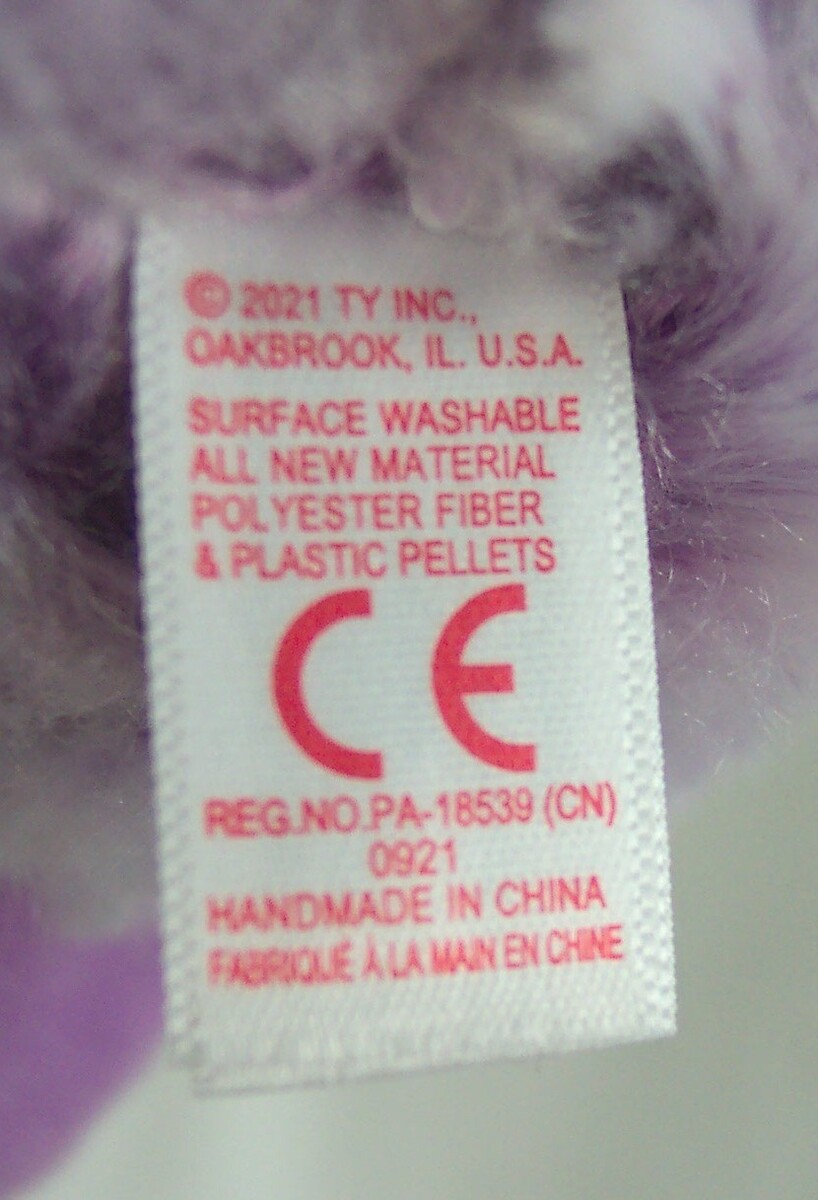 © 2021 TY INC.,
OAKBROOK, IL. U.S.A.
SURFACE WASHABLE
ALL NEW MATERIAL
POLYESTER FIBER
& PLASTIC PELLETS
CE
REG.NO.PA-18539 (CN)
0921
HANDMADE IN CHINA
FABRIQUÉ À LA MAIN EN CHINE